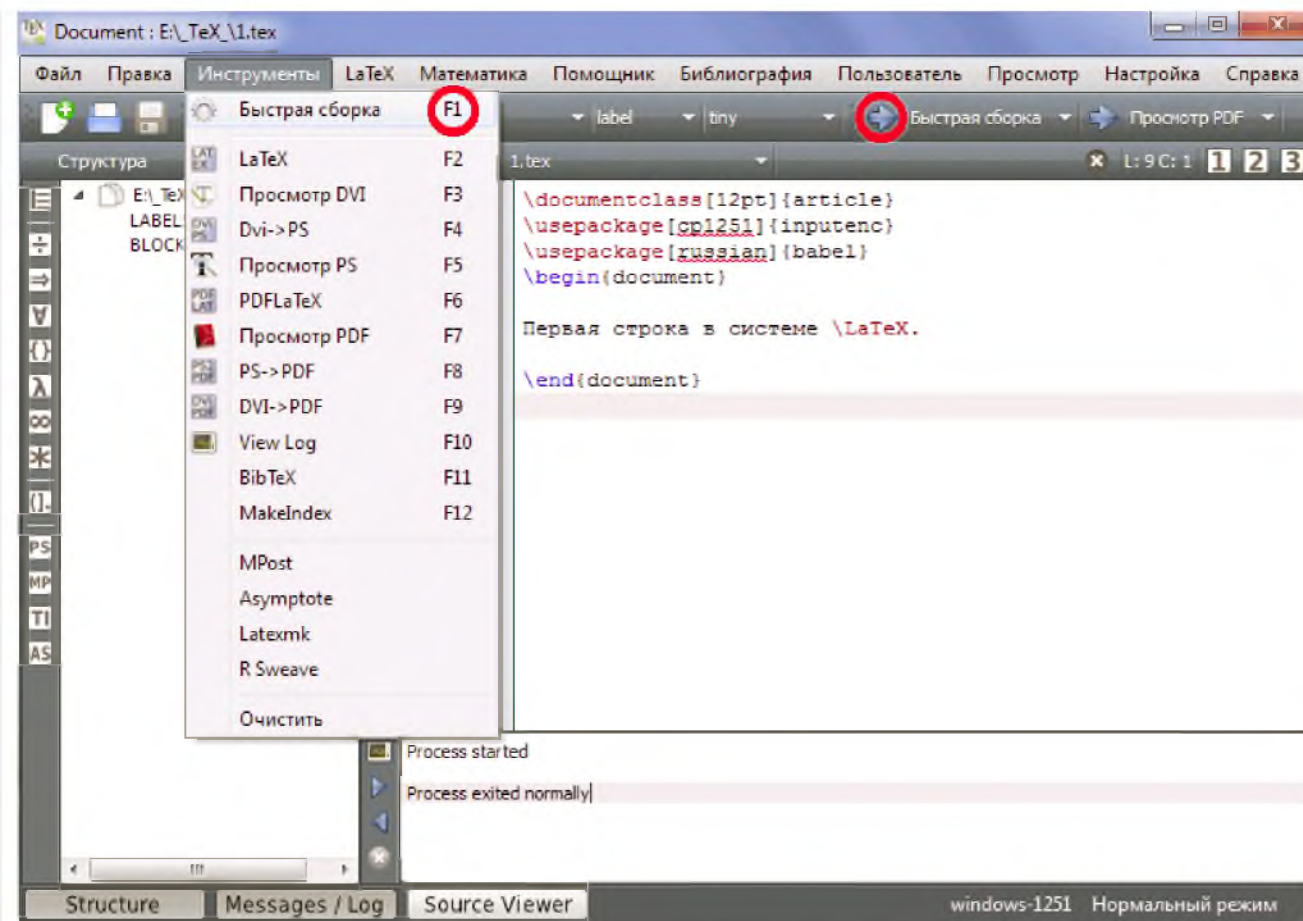 Document : E:\_TeX_\1.tex
Файл Правка Инструменты LaTeX Математика Помощник Библиография Пользователь Просмотр Настройка Справка
label tiny Быстрая сборка Просмотр PDF
Структура 1.tex L: 9 C: 1 1 2 3
Быстрая сборка F1
LaTeX F2
Просмотр DVI F3
Dvi->PS F4
Просмотр PS F5
PDFLaTeX F6
Просмотр PDF F7
PS->PDF F8
DVI->PDF F9
View Log F10
BibTeX F11
MakeIndex F12
MPost
Asymptote
Latexmk
R Sweave
Очистить
E:\_TeX
LABEL
BLOCK
÷
⇒
∀
{}
λ
∞
PS
MP
TI
AS
\documentclass[12pt]{article}
\usepackage[cp1251]{inputenc}
\usepackage[russian]{babel}
\begin{document}
Первая строка в системе \LaTeX.
\end{document}
Process started
Process exited normally
Structure Messages / Log Source Viewer windows-1251 Нормальный режим